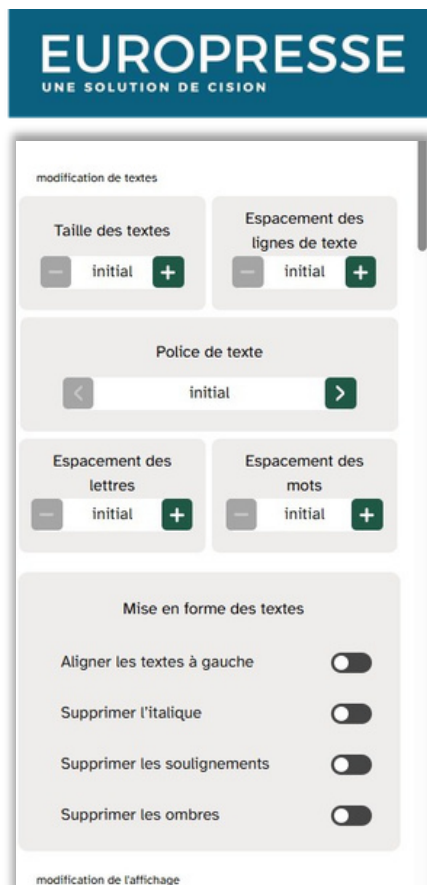 EUROPRESSE
UNE SOLUTION DE CISION
modification de textes
Taille des textes
initial
Espacement des
lignes de texte
initial
Police de texte
initial
Espacement des
lettres
initial
Espacement des
mots
initial
Mise en forme des textes
Aligner les textes à gauche
Supprimer l'italique
Supprimer les soulignements
Supprimer les ombres
modification de l'affichage